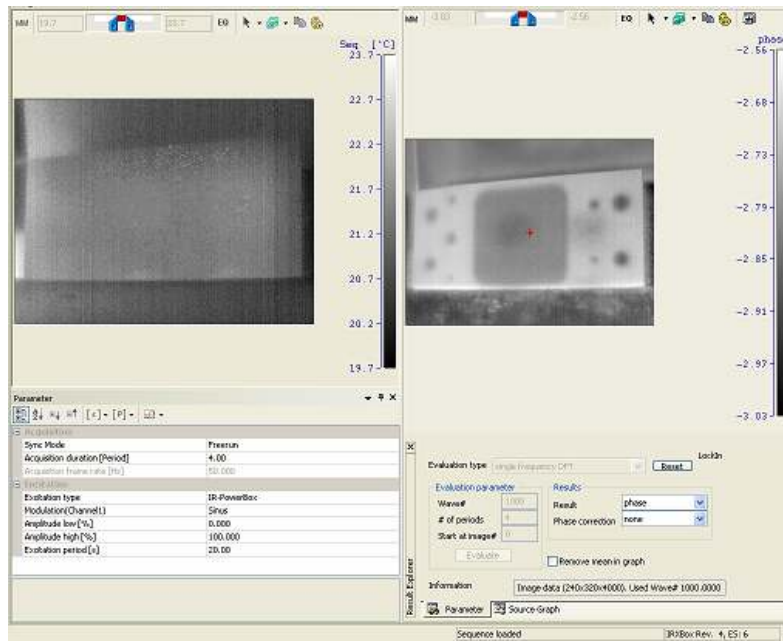 MM 19.7 20.7 EQ
Seq. [°C]
23.7
22.7
22.2
21.7
21.2
20.7
20.2
19.7
MM -3.03 -2.56 EQ
phase
-2.56
-2.68
-2.73
-2.79
-2.85
-2.91
-2.97
-3.03
Parameter
Acquisition
Sync Mode Freerun
Acquisition duration [Period] 4.00
Acquisition frame rate [Hz] 50.000
Excitation
Excitation type IR-PowerBox
Modulation(Channel1) Sinus
Amplitude low [%] 0.000
Amplitude high [%] 100.000
Excitation period [s] 20.00
Result Explorer
LockIn
Evaluation type single frequency DFT Reset
Evaluation parameter
Wave# 1000
# of periods 4
Start at image# 0
Evaluate
Results
Result phase
Phase correction none
Remove mean in graph
Information Image data (240x320x4000). Used Wave# 1000.0000
Parameter Source-Graph
Sequence loaded IRXBox Rev. 4, ES: 6